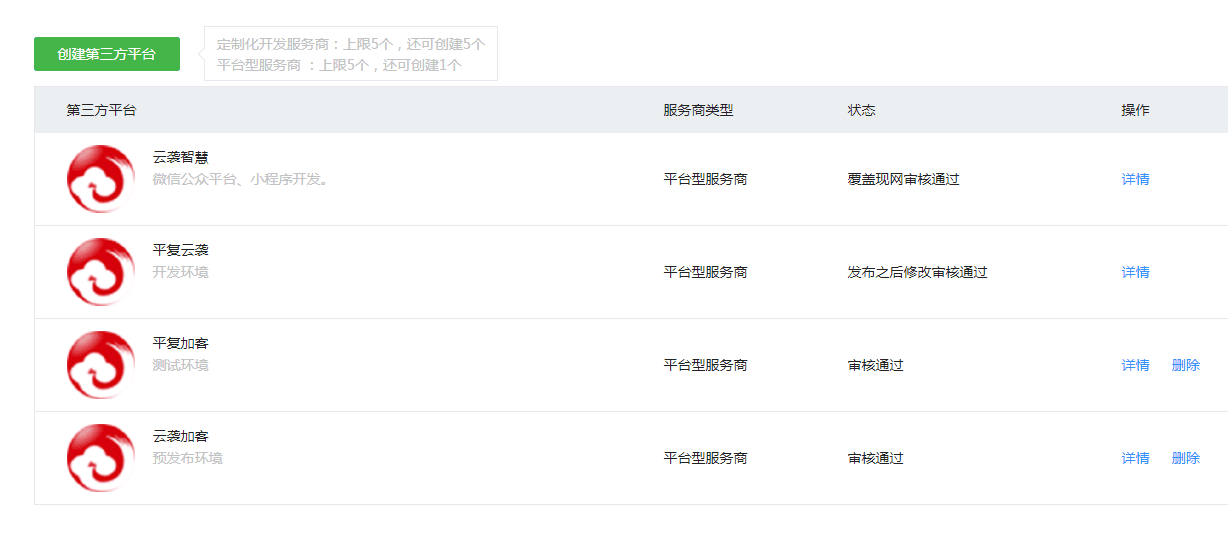 创建第三方平台
定制化开发服务商：上限5个，还可创建5个
平台型服务商 ：上限5个，还可创建1个
第三方平台 服务商类型 状态 操作
云袭智慧
微信公众平台、小程序开发。
平台型服务商 覆盖现网审核通过 详情
平复云袭
开发环境
平台型服务商 发布之后修改审核通过 详情
平复加客
测试环境
平台型服务商 审核通过 详情 删除
云袭加客
预发布环境
平台型服务商 审核通过 详情 删除